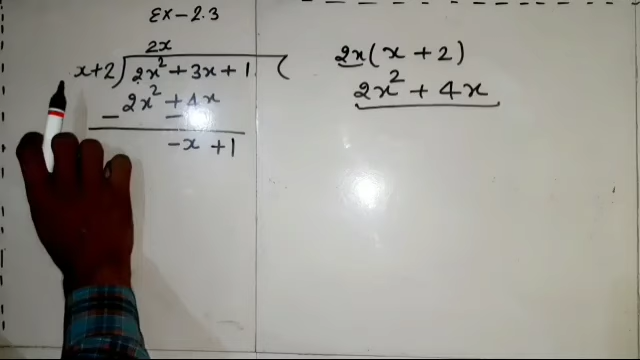 Ex - 2.3
2x
x+2) 2x² + 3x + 1 (
2x² + 4x
- -
-x + 1
2x(x + 2)
2x² + 4x